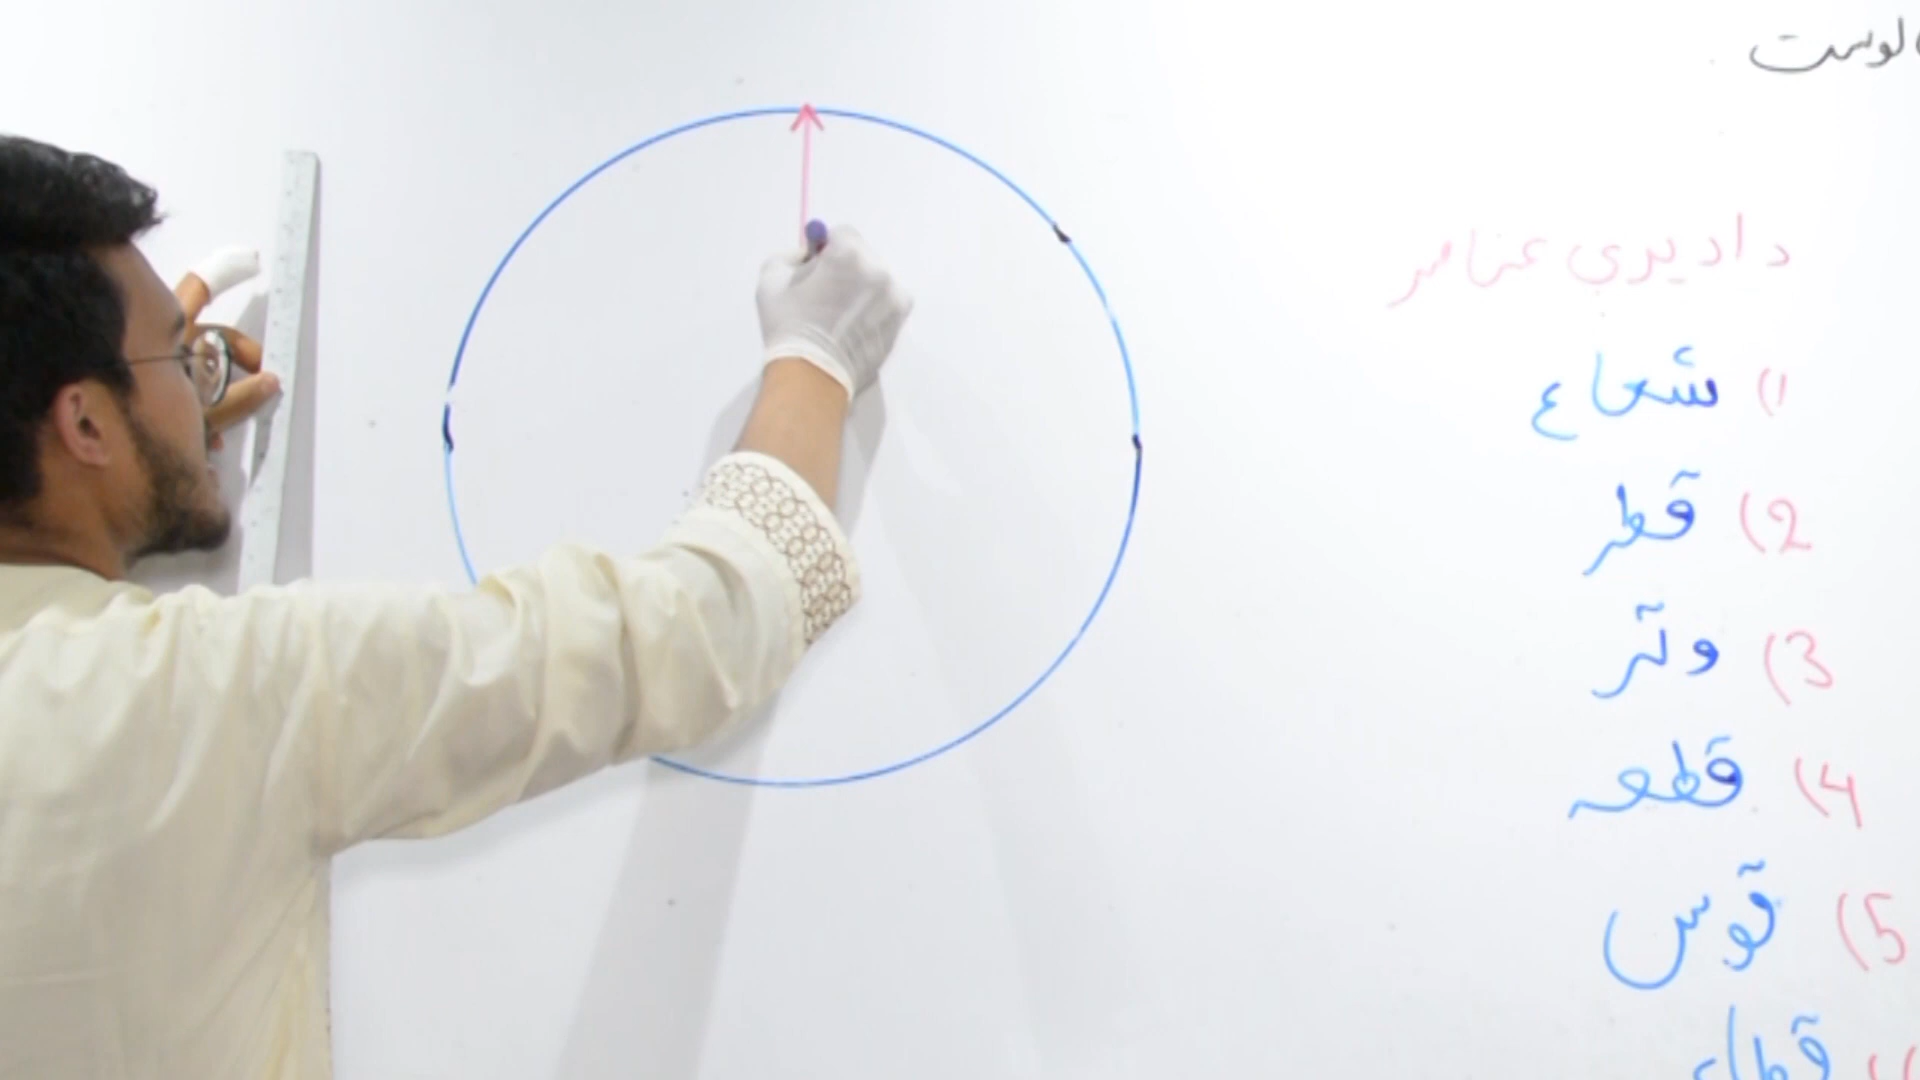 د دایرې عناصر
1) شعاع
2) قطر
3) وتر
4) قطعه
5) قوس